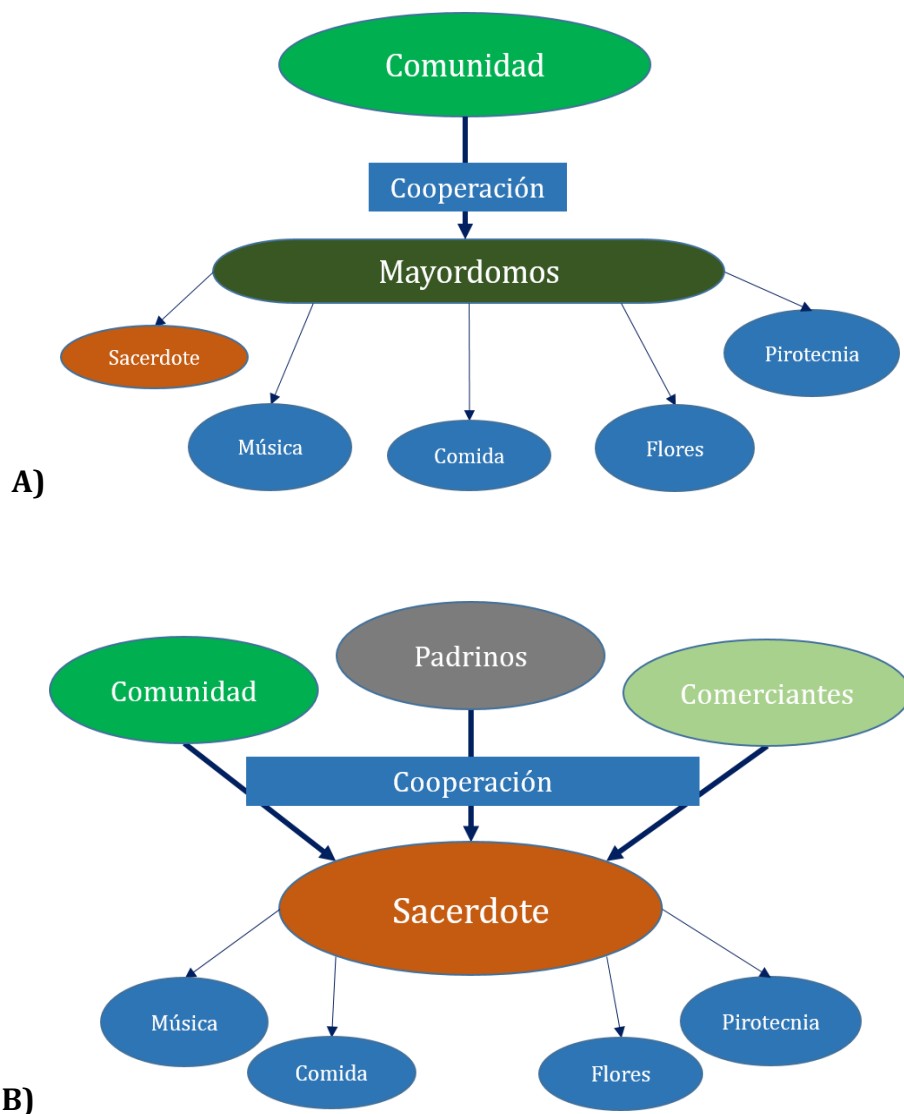 Comunidad
Cooperación
Mayordomos
Sacerdote
Pirotecnia
Música
Comida
Flores
A)
Padrinos
Comunidad
Comerciantes
Cooperación
Sacerdote
Música
Pirotecnia
Comida
Flores
B)